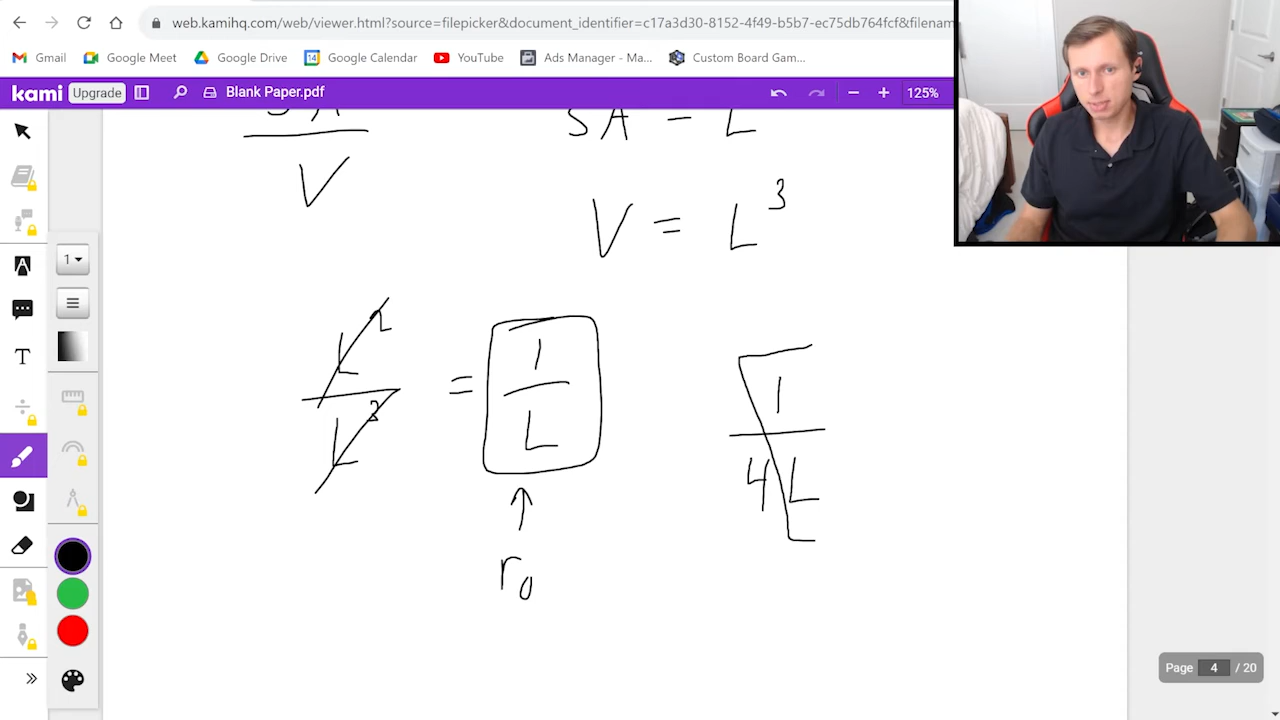 web.kamihq.com/web/viewer.html?source=filepicker&document_identifier=c17a3d30-8152-4f49-b5b7-ec75db764fcf&filenam
Gmail Google Meet Google Drive 14 Google Calendar YouTube Ads Manager - Ma... Custom Board Gam...
kami Upgrade Blank Paper.pdf 125%
SA
V
SA = L
V = L³
L²
L³
= 1
L
1
4L
r₀
A
T
1
Page 4 / 20